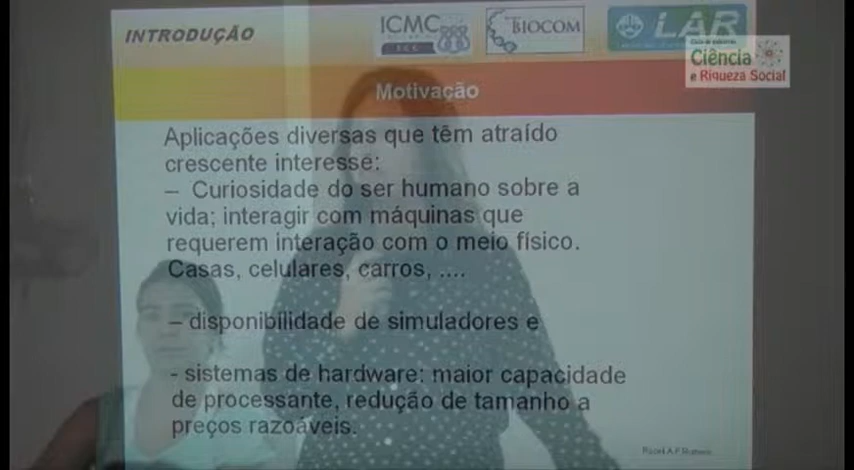 INTRODUÇÃO
ICMC
BIOCOM
LAR
Ciência
e Riqueza Social
Motivação
Aplicações diversas que têm atraído
crescente interesse:
– Curiosidade do ser humano sobre a
vida; interagir com máquinas que
requerem interação com o meio físico.
Casas, celulares, carros, ....
– disponibilidade de simuladores e
- sistemas de hardware: maior capacidade
de processante, redução de tamanho a
preços razoáveis.